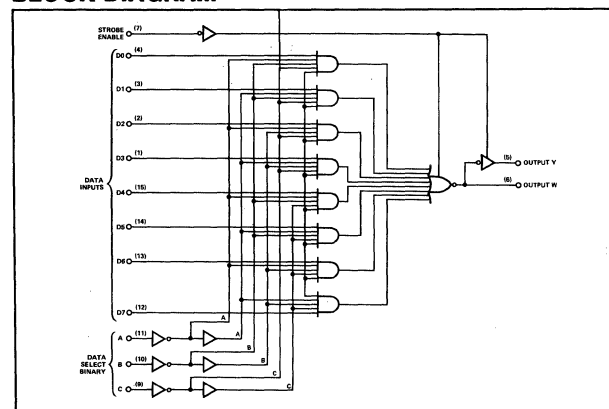 BLOCK DIAGRAM
STROBE ENABLE (7)
D0 (4)
D1 (3)
D2 (2)
D3 (1)
DATA INPUTS
D4 (15)
D5 (14)
D6 (13)
D7 (12)
(5) OUTPUT Y
(6) OUTPUT W
A
A (11) A
B
DATA SELECT BINARY
B (10) B
C
C (9) C